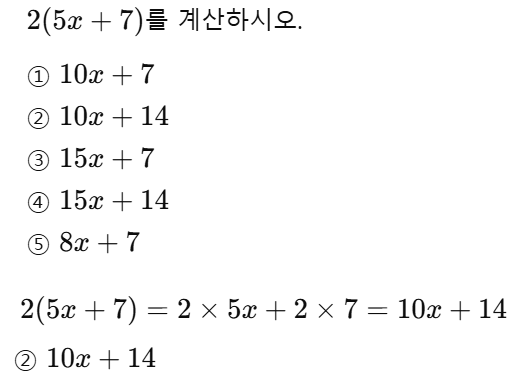 2(5x + 7)를 계산하시오.
① 10x + 7
② 10x + 14
③ 15x + 7
④ 15x + 14
⑤ 8x + 7
2(5x + 7) = 2 × 5x + 2 × 7 = 10x + 14
② 10x + 14